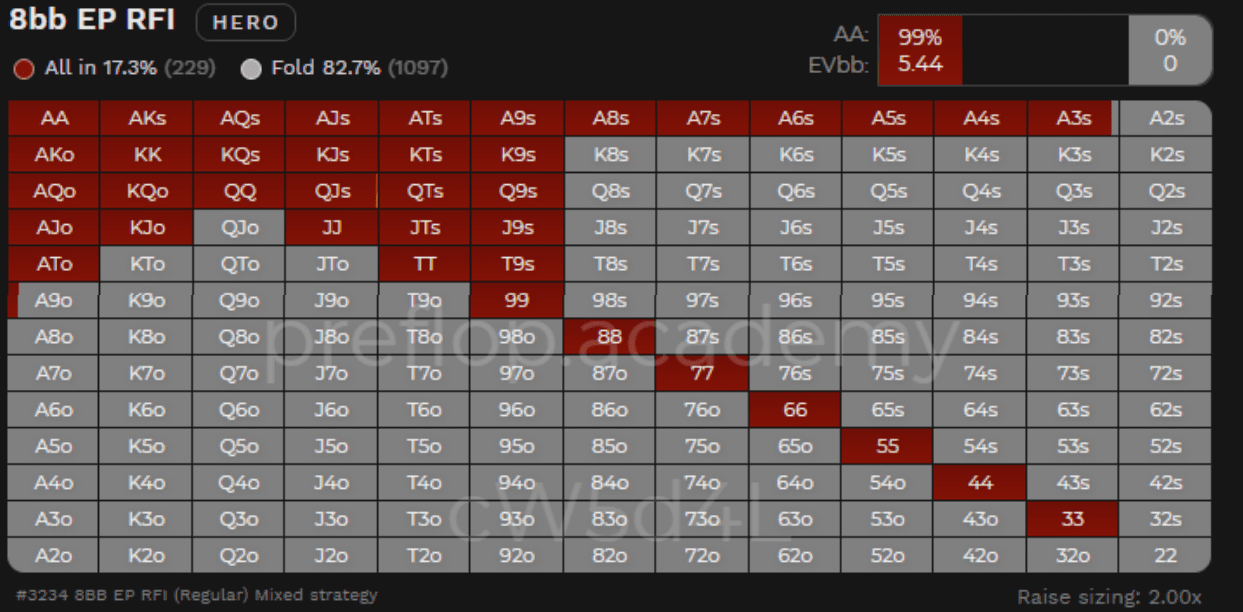 8bb EP RFI HERO
All in 17.3% (229) Fold 82.7% (1097)
AA: 99% 0%
EVbb: 5.44 0
AA AKs AQs AJs ATs A9s A8s A7s A6s A5s A4s A3s A2s
AKo KK KQs KJs KTs K9s K8s K7s K6s K5s K4s K3s K2s
AQo KQo QQ QJs QTs Q9s Q8s Q7s Q6s Q5s Q4s Q3s Q2s
AJo KJo QJo JJ JTs J9s J8s J7s J6s J5s J4s J3s J2s
ATo KTo QTo JTo TT T9s T8s T7s T6s T5s T4s T3s T2s
A9o K9o Q9o J9o T9o 99 98s 97s 96s 95s 94s 93s 92s
preflop.academy
A8o K8o Q8o J8o T8o 98o 88 87s 86s 85s 84s 83s 82s
A7o K7o Q7o J7o T7o 97o 87o 77 76s 75s 74s 73s 72s
A6o K6o Q6o J6o T6o 96o 86o 76o 66 65s 64s 63s 62s
A5o K5o Q5o J5o T5o 95o 85o 75o 65o 55 54s 53s 52s
A4o K4o Q4o J4o T4o 94o 84o 74o 64o 54o 44 43s 42s
cW5d4L
A3o K3o Q3o J3o T3o 93o 83o 73o 63o 53o 43o 33 32s
A2o K2o Q2o J2o T2o 92o 82o 72o 62o 52o 42o 32o 22
#3234 8BB EP RFI (Regular) Mixed strategy
Raise sizing: 2.00x